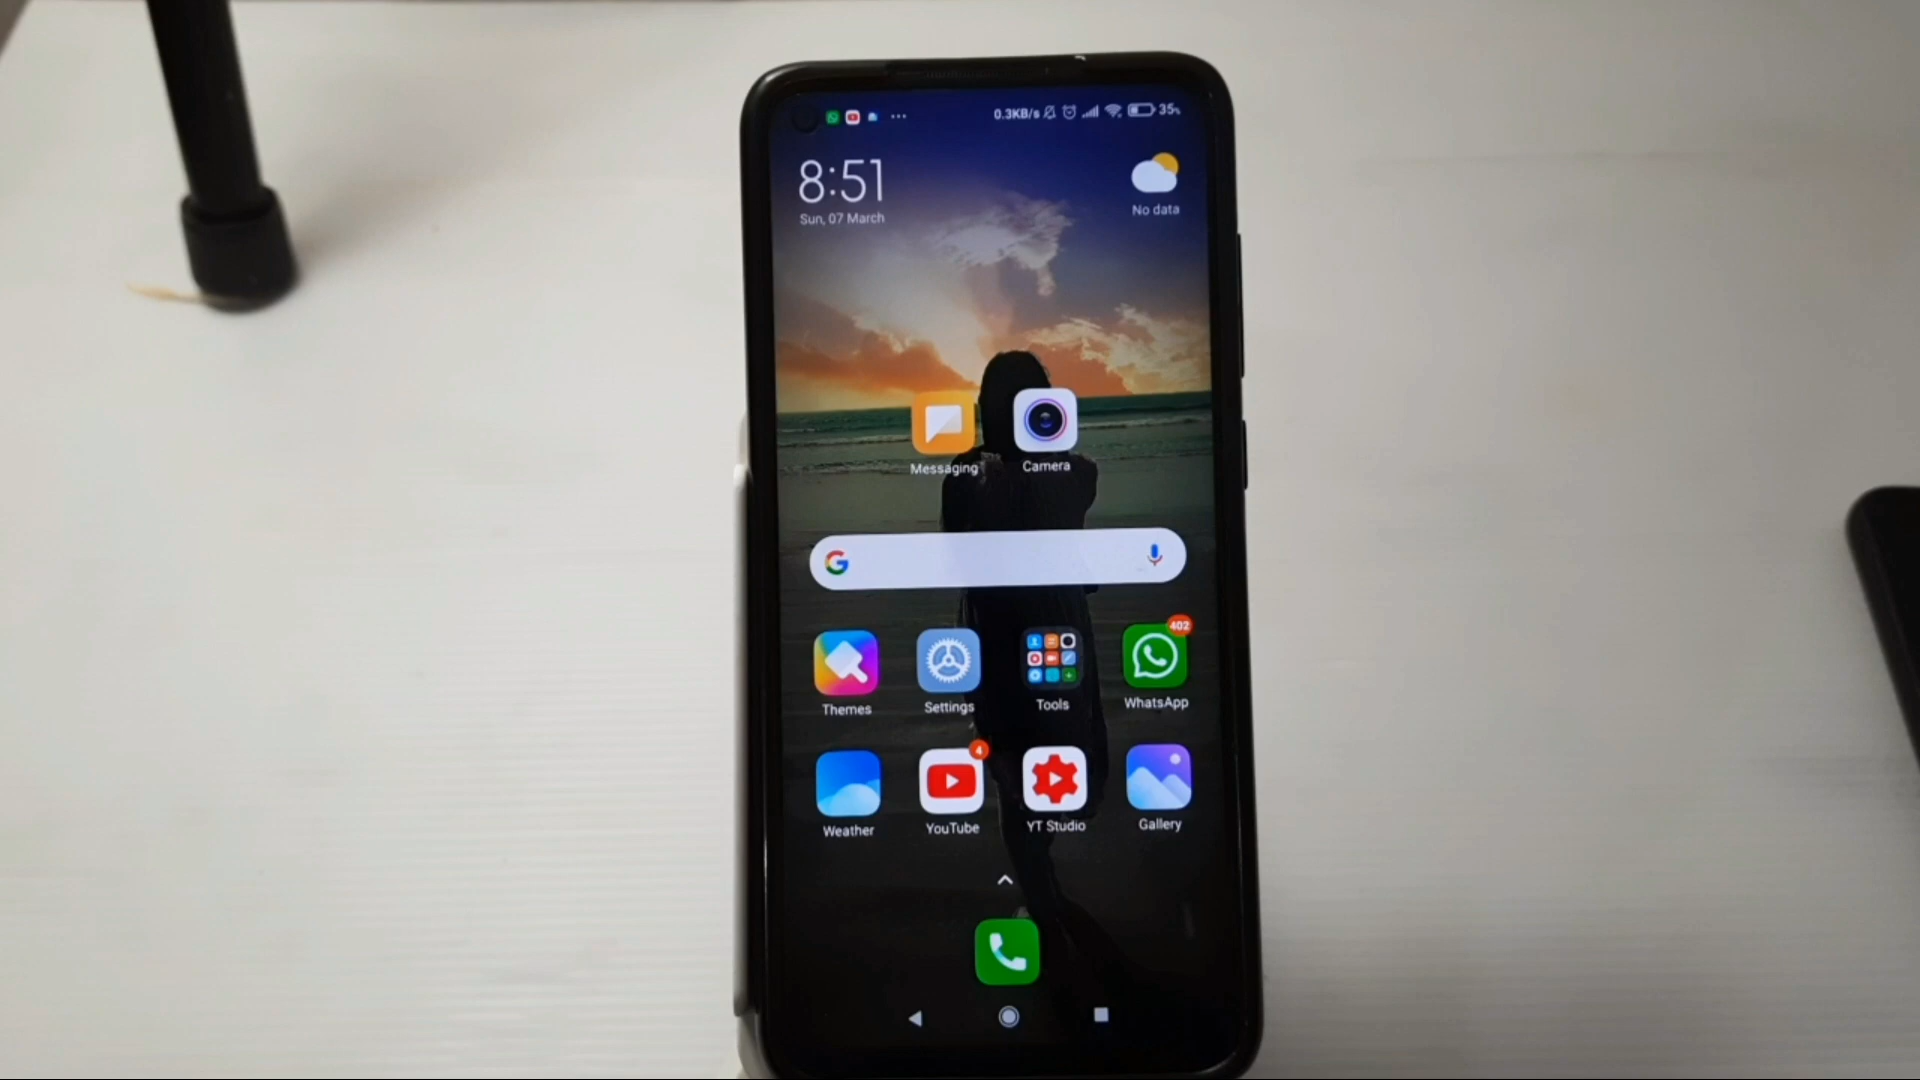 0.3KB/s 35%
8:51
Sun, 07 March
No data
Messaging Camera
402
Themes Settings Tools WhatsApp
4
Weather YouTube YT Studio Gallery